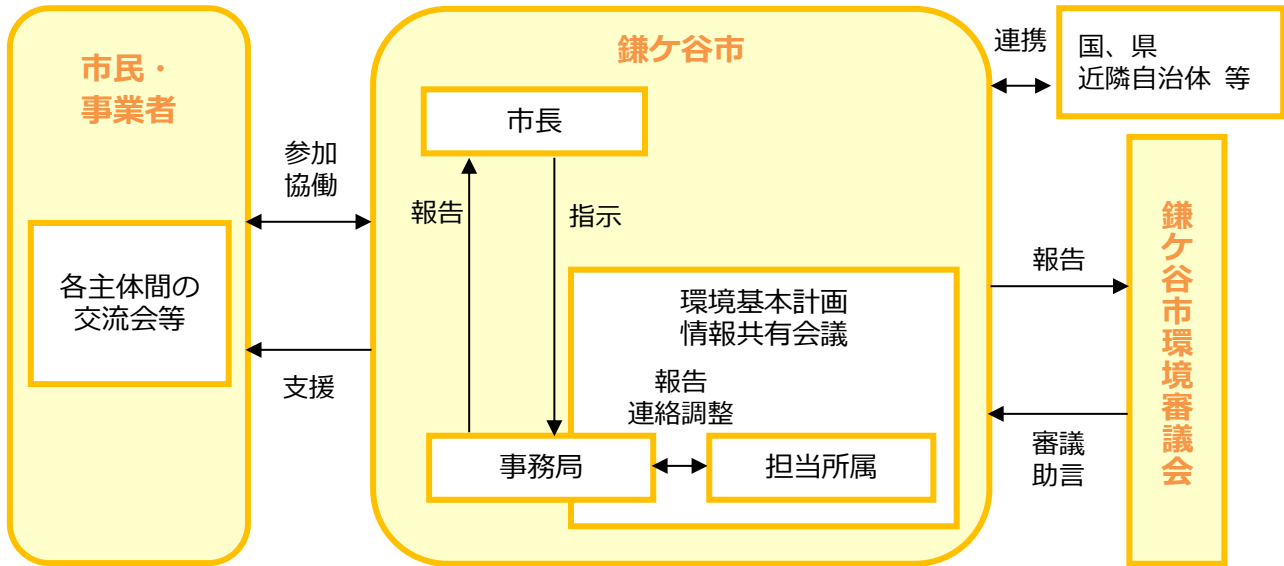 市民・
事業者
各主体間の
交流会等
参加
協働
支援
鎌ケ谷市
市長
報告
指示
環境基本計画
情報共有会議
報告
連絡調整
事務局
担当所属
連携
国、県
近隣自治体 等
報告
審議
助言
鎌ケ谷市環境審議会